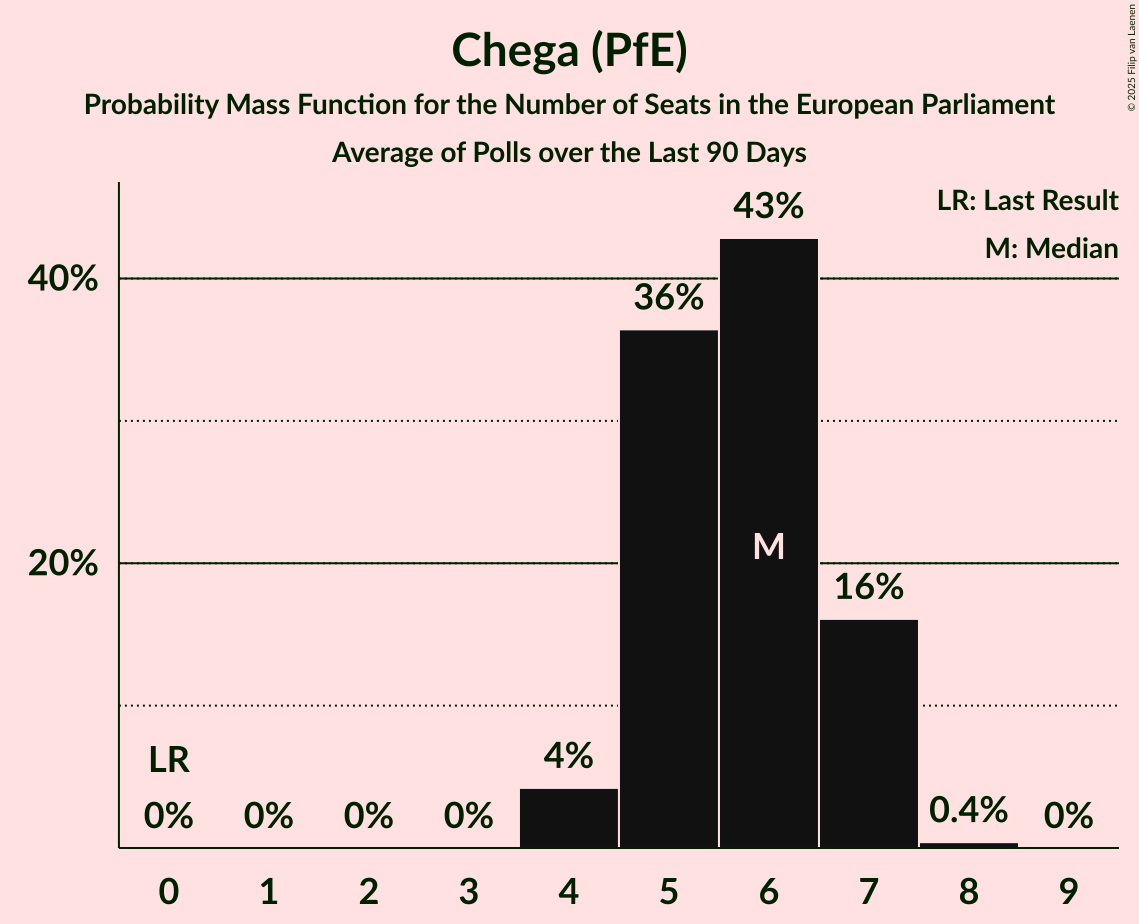 Chega (PfE)
Probability Mass Function for the Number of Seats in the European Parliament
Average of Polls over the Last 90 Days
© 2025 Filip van Laenen
LR: Last Result
M: Median
43%
40%
36%
M
20%
16%
LR
4%
0% 0% 0% 0% 0.4% 0%
0 1 2 3 4 5 6 7 8 9